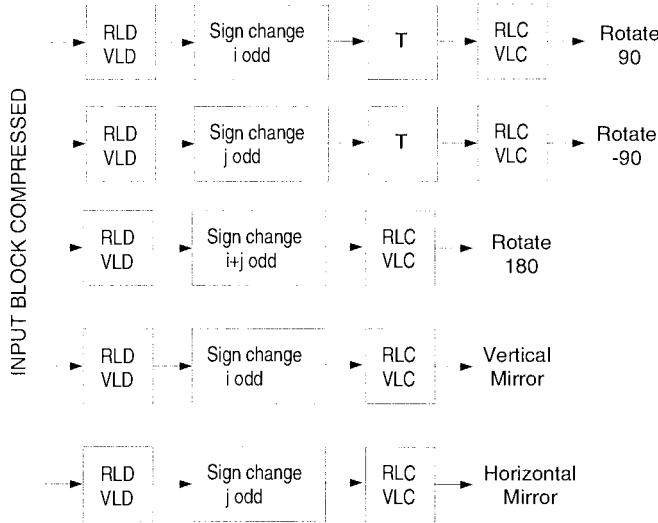 INPUT BLOCK COMPRESSED
RLD
VLD
Sign change
i odd
T
RLC
VLC
Rotate
90
RLD
VLD
Sign change
j odd
T
RLC
VLC
Rotate
-90
RLD
VLD
Sign change
i+j odd
RLC
VLC
Rotate
180
RLD
VLD
Sign change
i odd
RLC
VLC
Vertical
Mirror
RLD
VLD
Sign change
j odd
RLC
VLC
Horizontal
Mirror